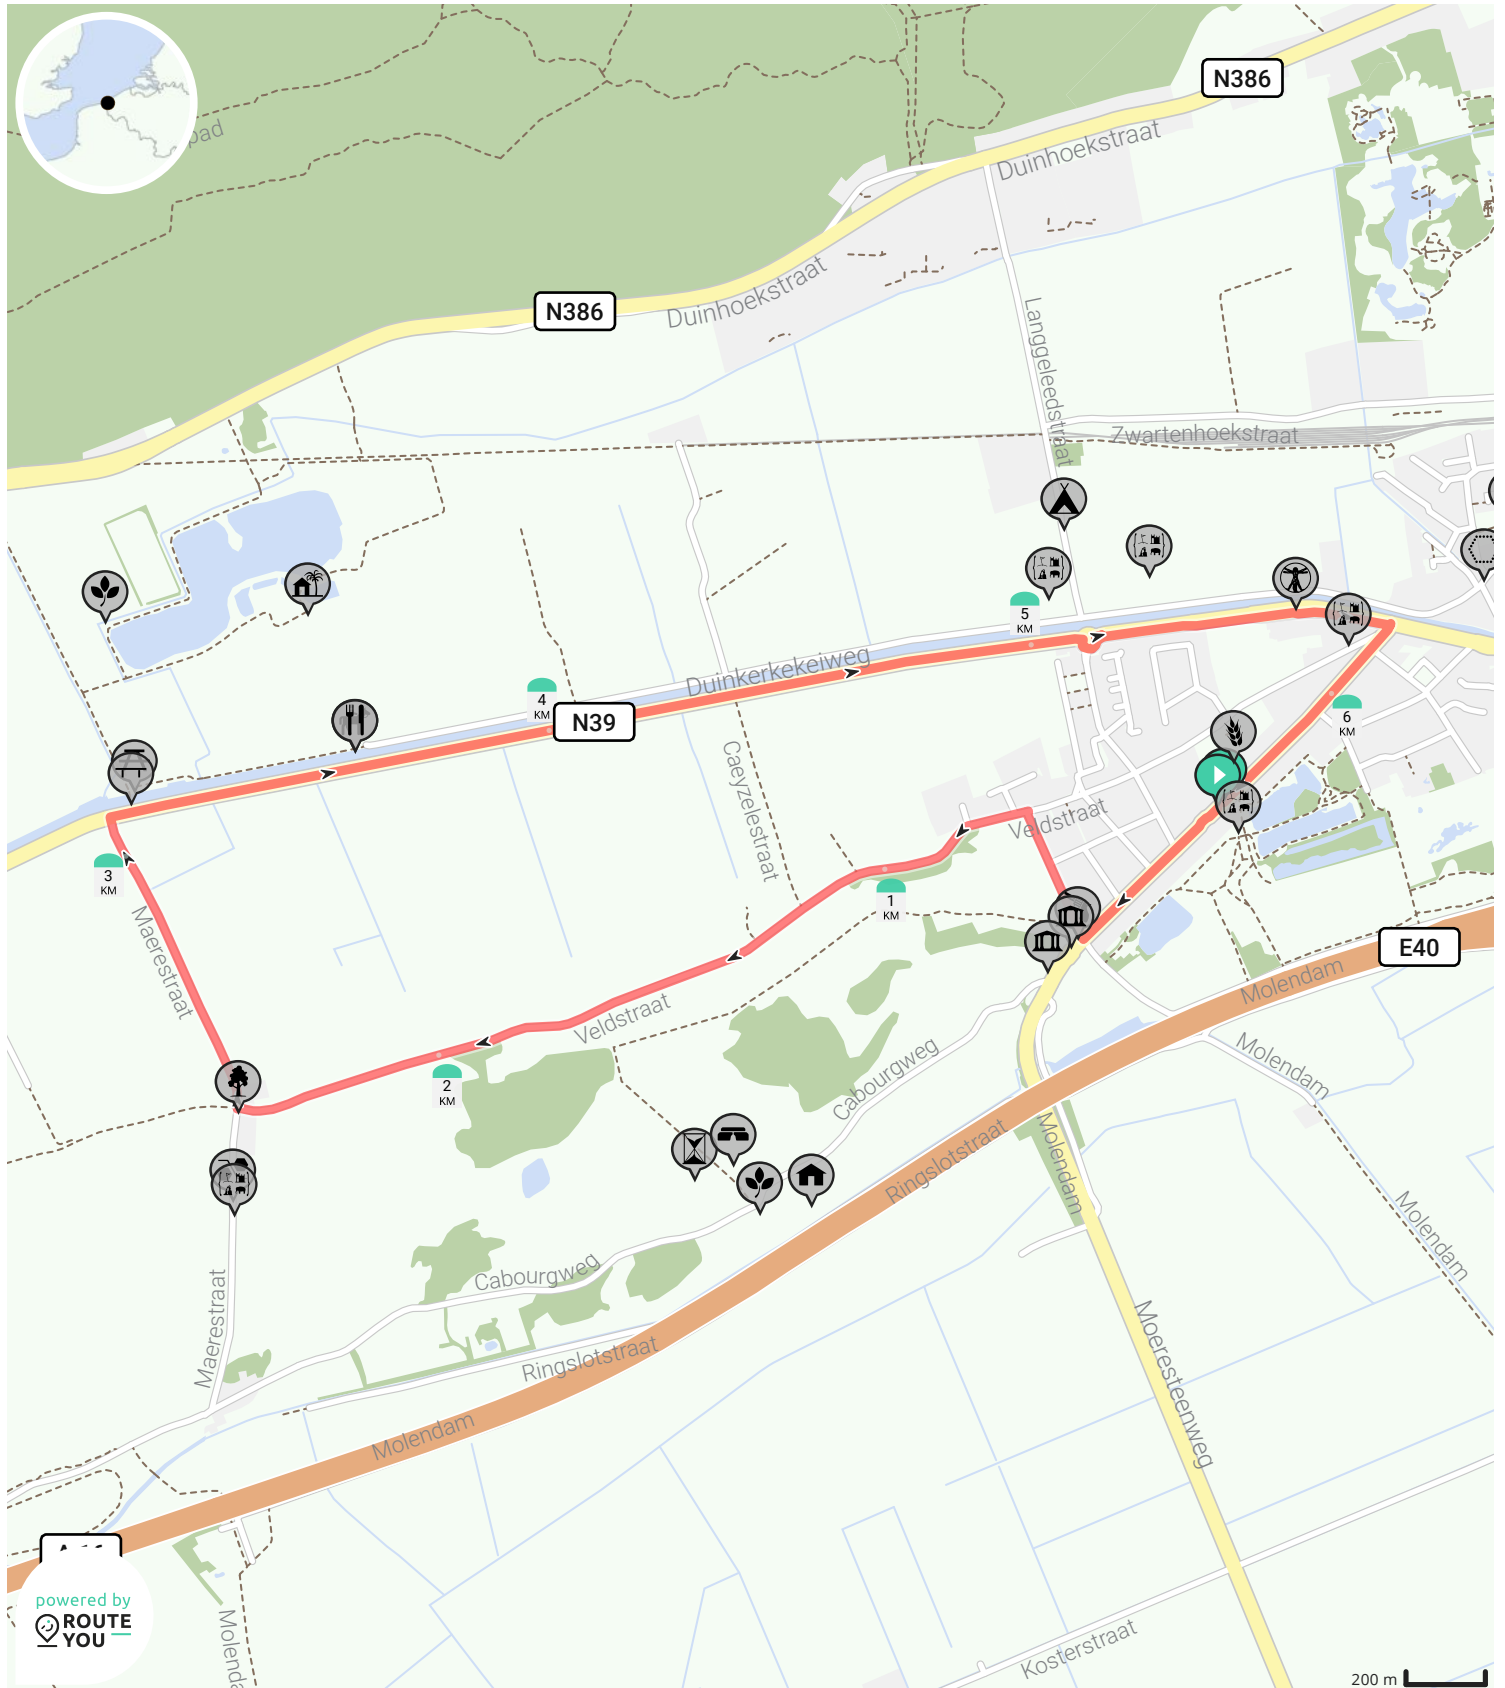 N386
Duinhoekstraat
pad
N386
Duinhoekstraat
Langgeleedstraat
Zwartenhoekstraat
5
KM
Duinkerkekeiweg
4
KM
N39
6
KM
Caeyzelestraat
Veldstraat
3
KM
1
KM
Maerestraat
E40
Molendam
Veldstraat
Molendam
Cabourgweg
2
KM
Ringslotstraat
Molendam
Molendam
Cabourgweg
Maerestraat
Moeresteenweg
Ringslotstraat
Molendam
powered by
ROUTE
YOU
Molenda
Kosterstraat
200 m